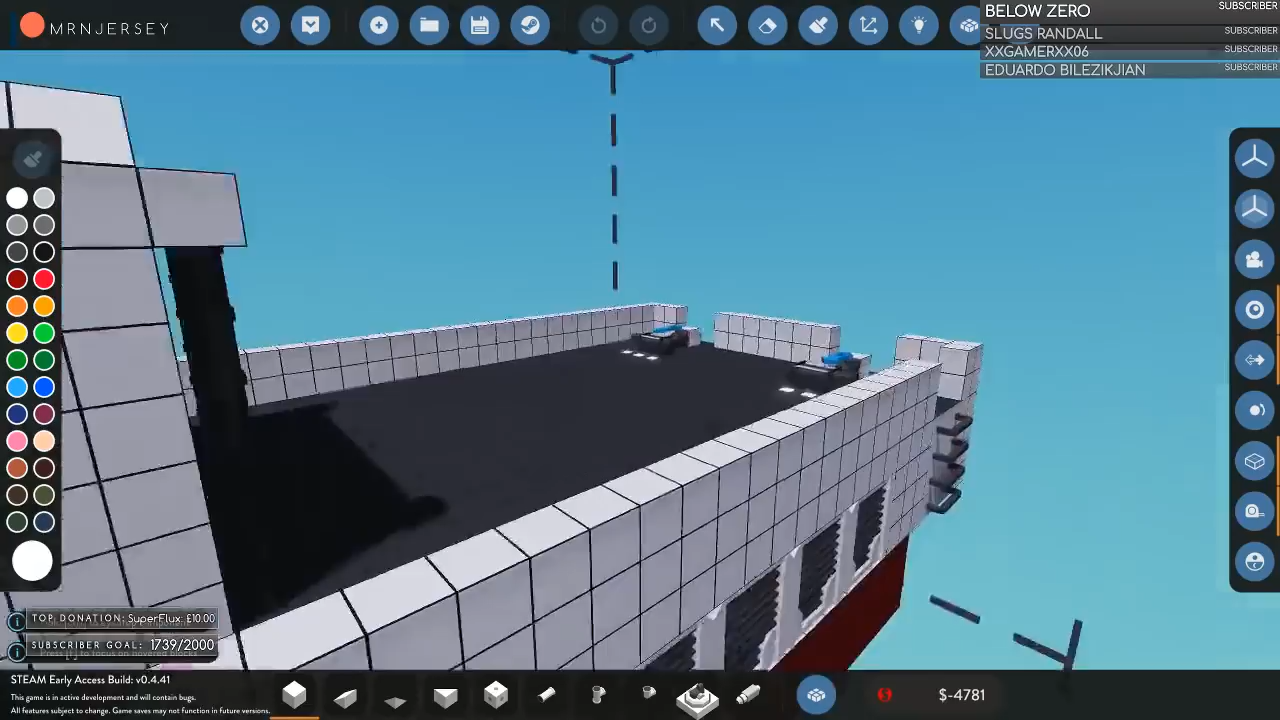 MRNJERSEY
BELOW ZERO SUBSCRIBER
SLUGS RANDALL SUBSCRIBER
XXGAMERXX06 SUBSCRIBER
EDUARDO BILEZIKJIAN SUBSCRIBER
TOP DONATION: SuperFlux: £10.00
SUBSCRIBER GOAL: 1739/2000
STEAM Early Access Build: v0.4.41
This game is in active development and will contain bugs.
All features subject to change. Game saves may not function in future versions.
$-4781